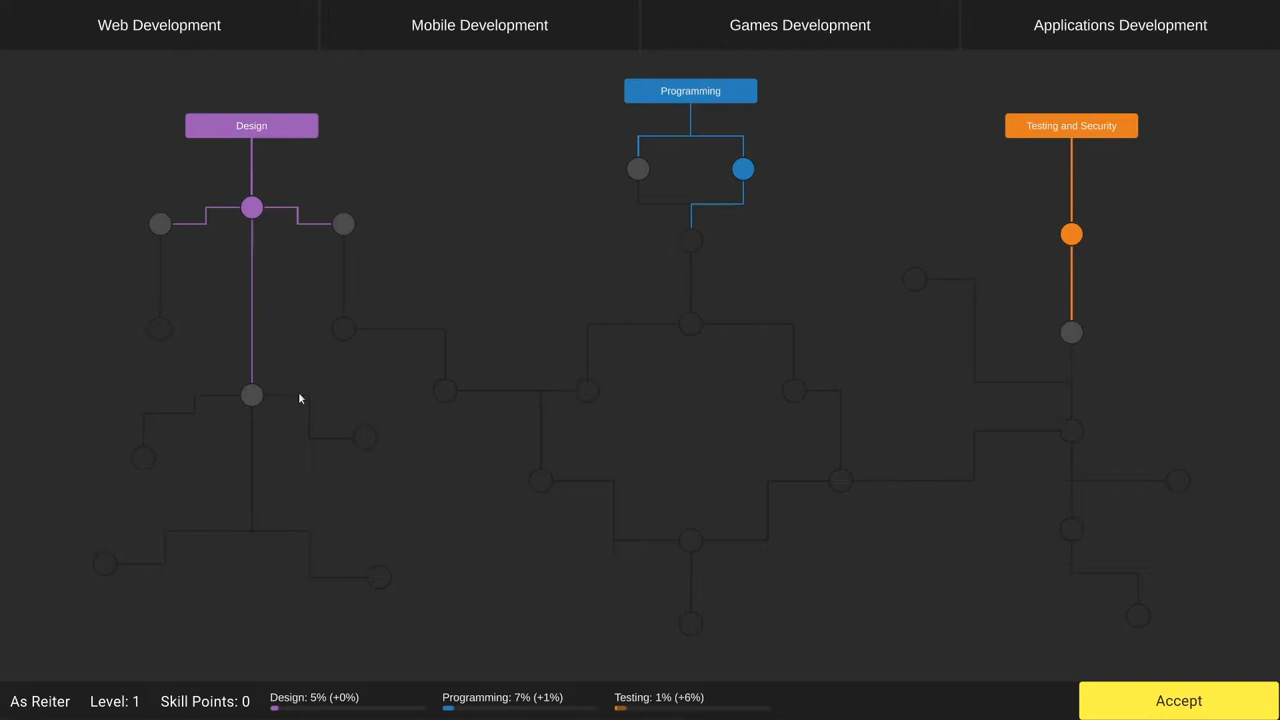 Web Development
Mobile Development
Games Development
Applications Development
Programming
Design
Testing and Security
As Reiter
Level: 1
Skill Points: 0
Design: 5% (+0%)
Programming: 7% (+1%)
Testing: 1% (+6%)
Accept